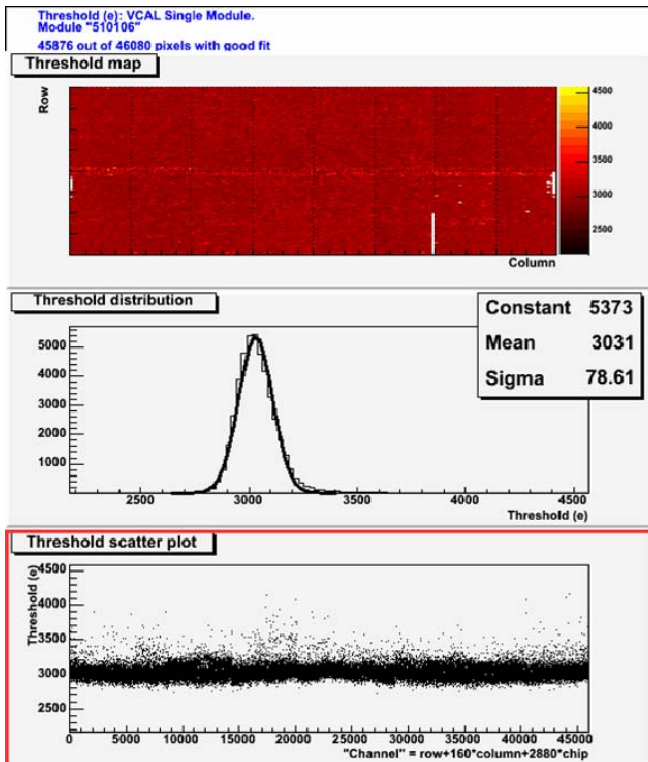 Threshold (e): VCAL Single Module.
Module "510106"
45876 out of 46080 pixels with good fit
Threshold map
Row
4500
4000
3500
3000
2500
Column
Threshold distribution
Constant 5373
Mean 3031
Sigma 78.61
5000
4000
3000
2000
1000
2500 3000 3500 4000 4500
Threshold (e)
Threshold scatter plot
Threshold (e)
4500
4000
3500
3000
2500
0 5000 10000 15000 20000 25000 30000 35000 40000 45000
"Channel" = row+160*column+2880*chip